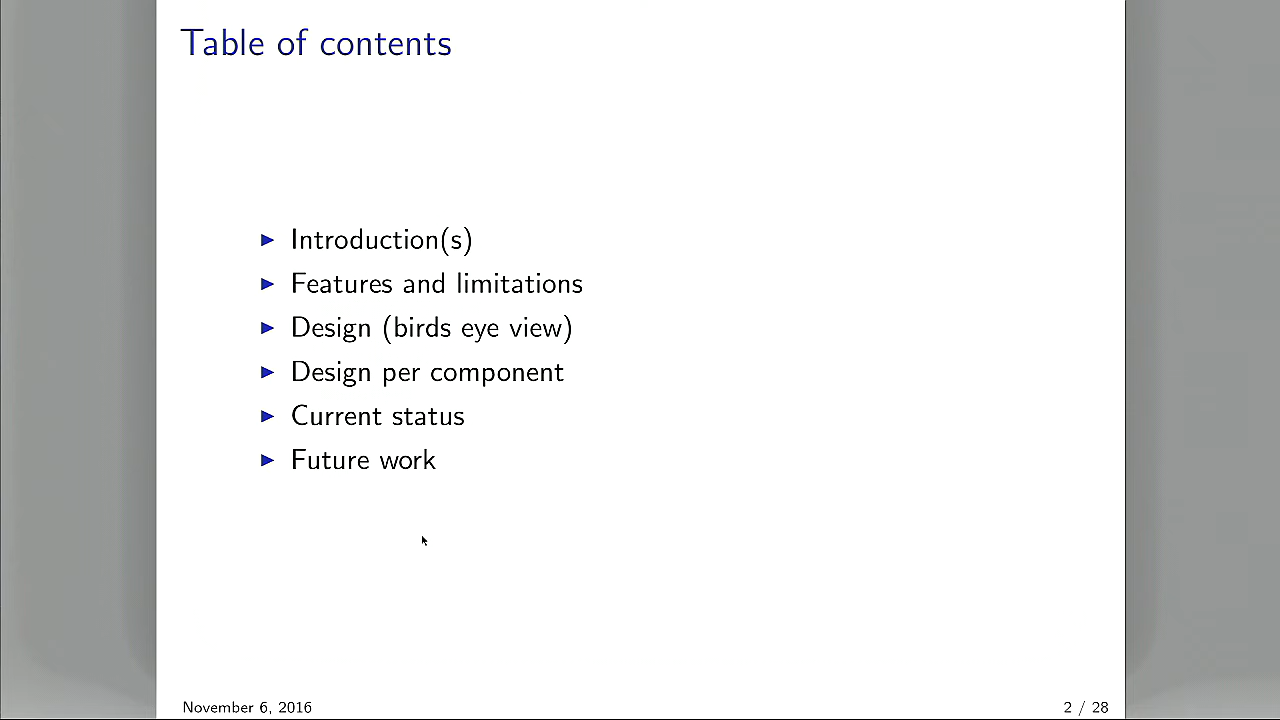 Table of contents
Introduction(s)
Features and limitations
Design (birds eye view)
Design per component
Current status
Future work
November 6, 2016
2 / 28